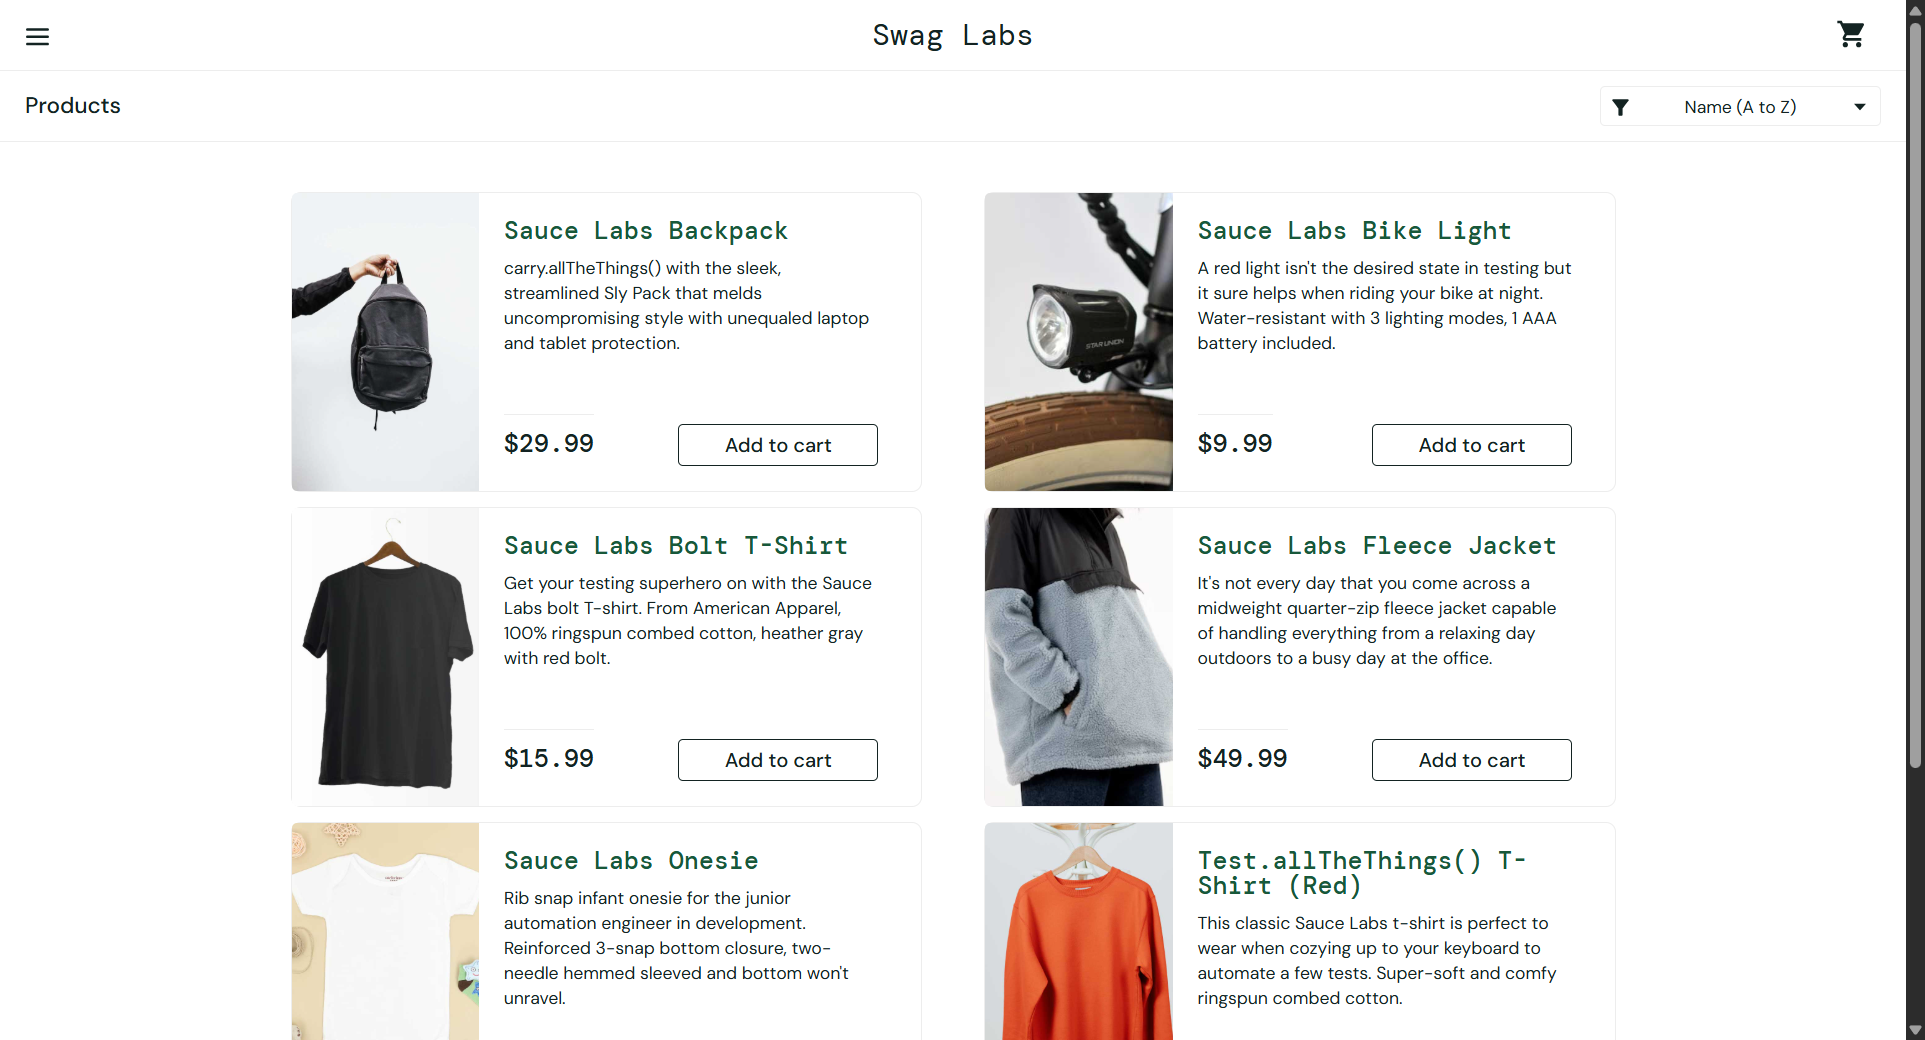 Swag Labs
Products
Name (A to Z)
Sauce Labs Backpack
carry.allTheThings() with the sleek,
streamlined Sly Pack that melds
uncompromising style with unequaled laptop
and tablet protection.
$29.99
Add to cart
STAR UNION
Sauce Labs Bike Light
A red light isn't the desired state in testing but
it sure helps when riding your bike at night.
Water-resistant with 3 lighting modes, 1 AAA
battery included.
$9.99
Add to cart
Sauce Labs Bolt T-Shirt
Get your testing superhero on with the Sauce
Labs bolt T-shirt. From American Apparel,
100% ringspun combed cotton, heather gray
with red bolt.
$15.99
Add to cart
Sauce Labs Fleece Jacket
It's not every day that you come across a
midweight quarter-zip fleece jacket capable
of handling everything from a relaxing day
outdoors to a busy day at the office.
$49.99
Add to cart
Sauce Labs Onesie
Rib snap infant onesie for the junior
automation engineer in development.
Reinforced 3-snap bottom closure, two-
needle hemmed sleeved and bottom won't
unravel.
Test.allTheThings() T-
Shirt (Red)
This classic Sauce Labs t-shirt is perfect to
wear when cozying up to your keyboard to
automate a few tests. Super-soft and comfy
ringspun combed cotton.